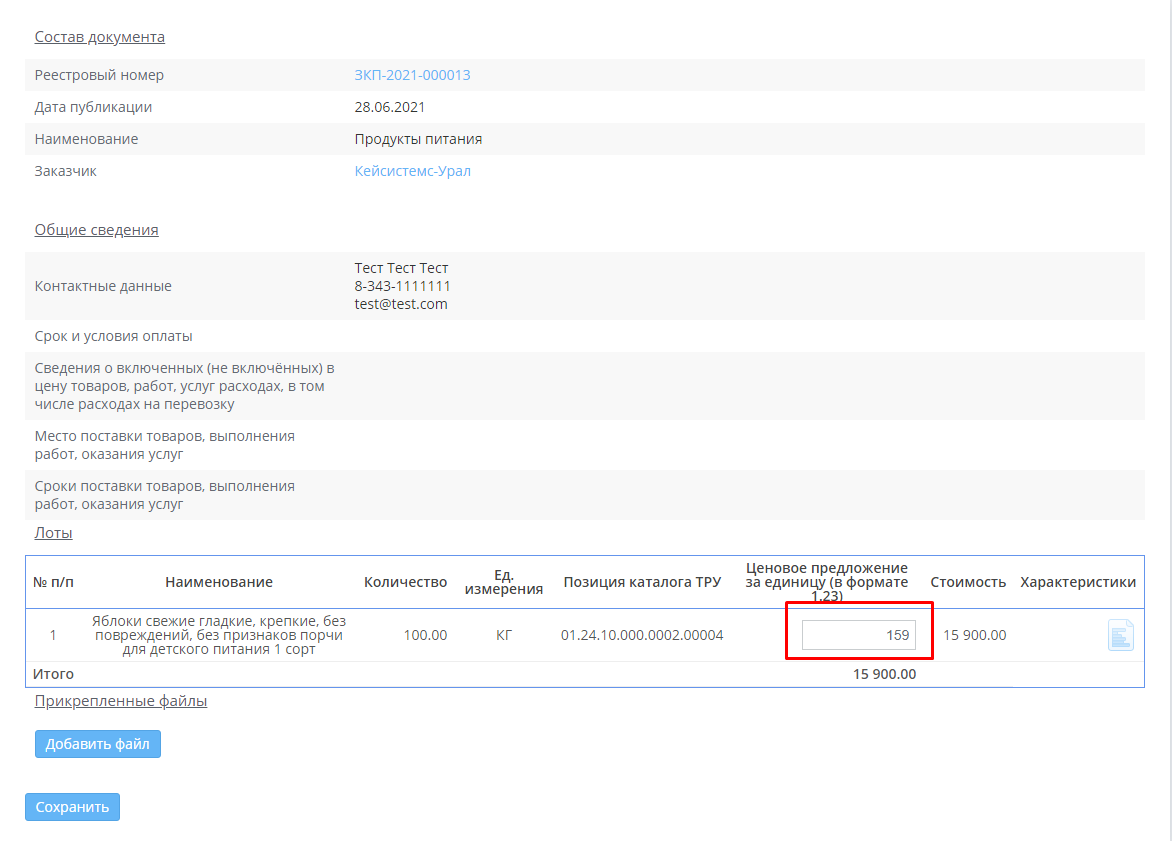 Состав документа
Реестровый номер ЗКП-2021-000013
Дата публикации 28.06.2021
Наименование Продукты питания
Заказчик Кейсистемс-Урал
Общие сведения
Контактные данные
Тест Тест Тест
8-343-1111111
test@test.com
Срок и условия оплаты
Сведения о включенных (не включённых) в
цену товаров, работ, услуг расходах, в том
числе расходах на перевозку
Место поставки товаров, выполнения
работ, оказания услуг
Сроки поставки товаров, выполнения
работ, оказания услуг
Лоты
№ п/п
Наименование
Количество
Ед.
измерения
Позиция каталога ТРУ
Ценовое предложение
за единицу (в формате
1.23)
Стоимость
Характеристики
1
Яблоки свежие гладкие, крепкие, без
повреждений, без признаков порчи
для детского питания 1 сорт
100.00
КГ
01.24.10.000.0002.00004
159
15 900.00
Итого 15 900.00
Прикрепленные файлы
Добавить файл
Сохранить